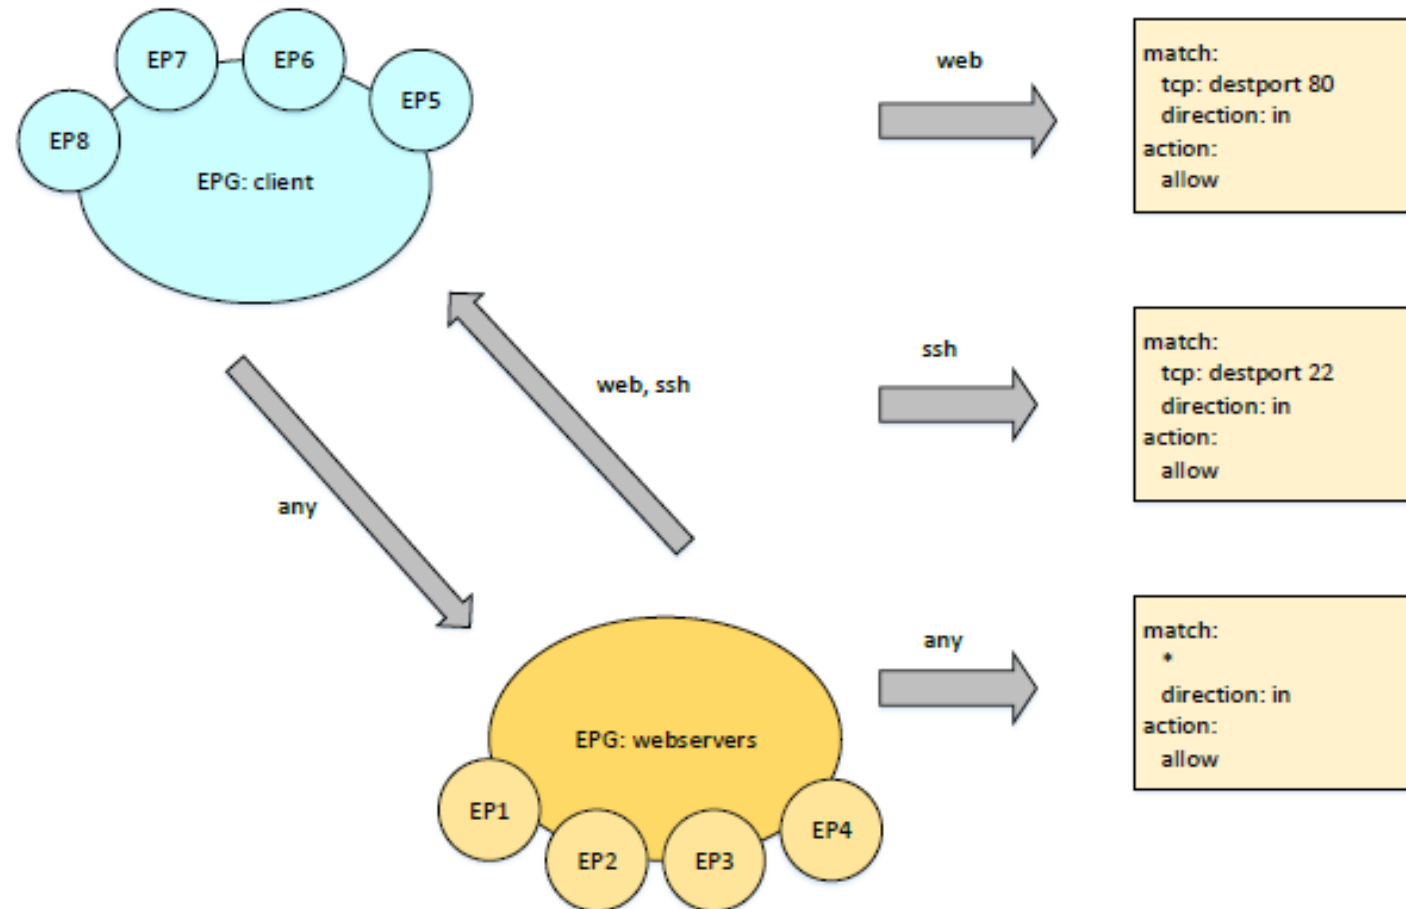 EP7
EP6
EP5
EP8
EPG: client
web
match:
tcp: destport 80
direction: in
action:
allow
web, ssh
ssh
match:
tcp: destport 22
direction: in
action:
allow
any
any
match:
*
direction: in
action:
allow
EPG: webservers
EP1
EP2
EP3
EP4